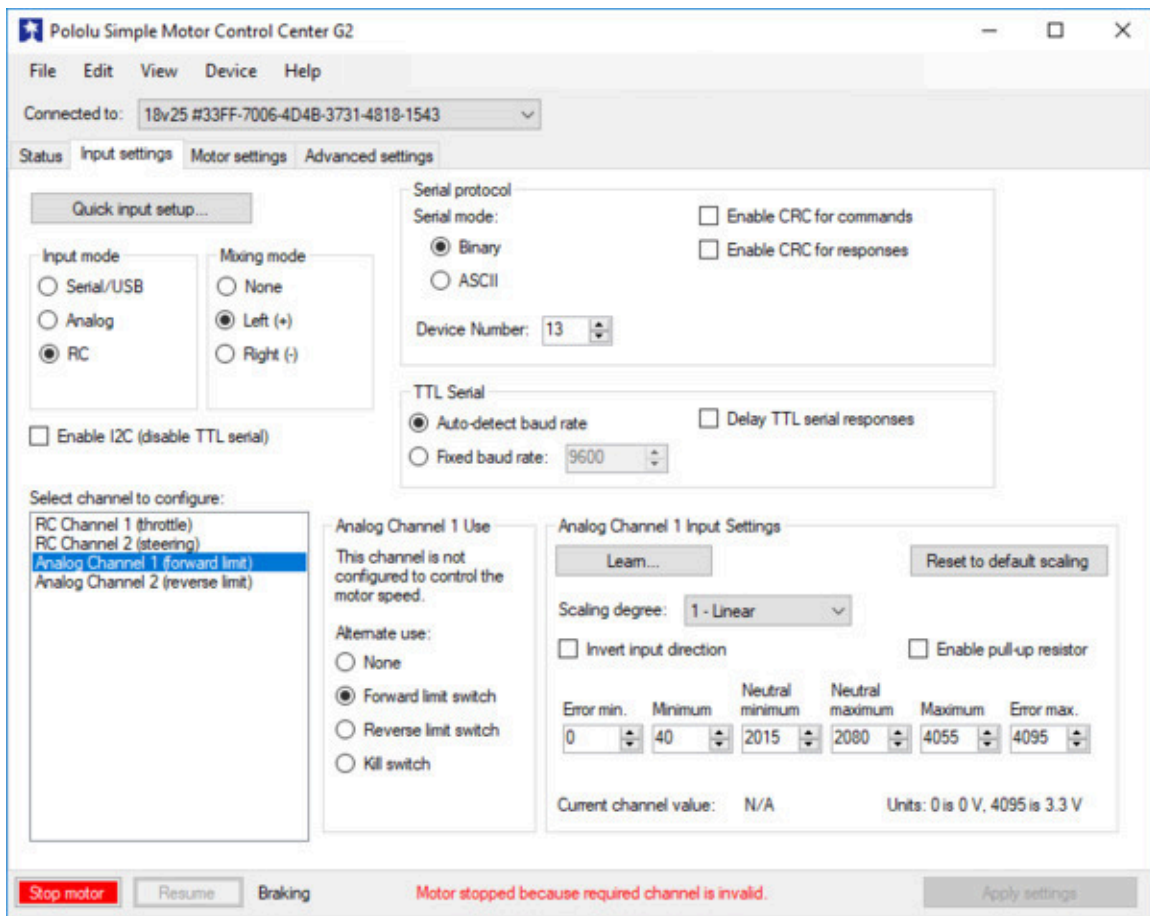 Pololu Simple Motor Control Center G2
File Edit View Device Help
Connected to: 18v25 #33FF-7006-4D4B-3731-4818-1543
Status Input settings Motor settings Advanced settings
Quick input setup...
Input mode
Serial/USB
Analog
RC
Mixing mode
None
Left (+)
Right (-)
Enable I2C (disable TTL serial)
Serial protocol
Serial mode:
Binary
ASCII
Enable CRC for commands
Enable CRC for responses
Device Number: 13
TTL Serial
Auto-detect baud rate
Fixed baud rate: 9600
Delay TTL serial responses
Select channel to configure:
RC Channel 1 (throttle)
RC Channel 2 (steering)
Analog Channel 1 (forward limit)
Analog Channel 2 (reverse limit)
Analog Channel 1 Use
This channel is not
configured to control the
motor speed.
Alternate use:
None
Forward limit switch
Reverse limit switch
Kill switch
Analog Channel 1 Input Settings
Learn... Reset to default scaling
Scaling degree: 1 - Linear
Invert input direction Enable pull-up resistor
Error min. Minimum Neutral minimum Neutral maximum Maximum Error max.
0 40 2015 2080 4055 4095
Current channel value: N/A Units: 0 is 0 V, 4095 is 3.3 V
Stop motor Resume Braking Motor stopped because required channel is invalid. Apply settings